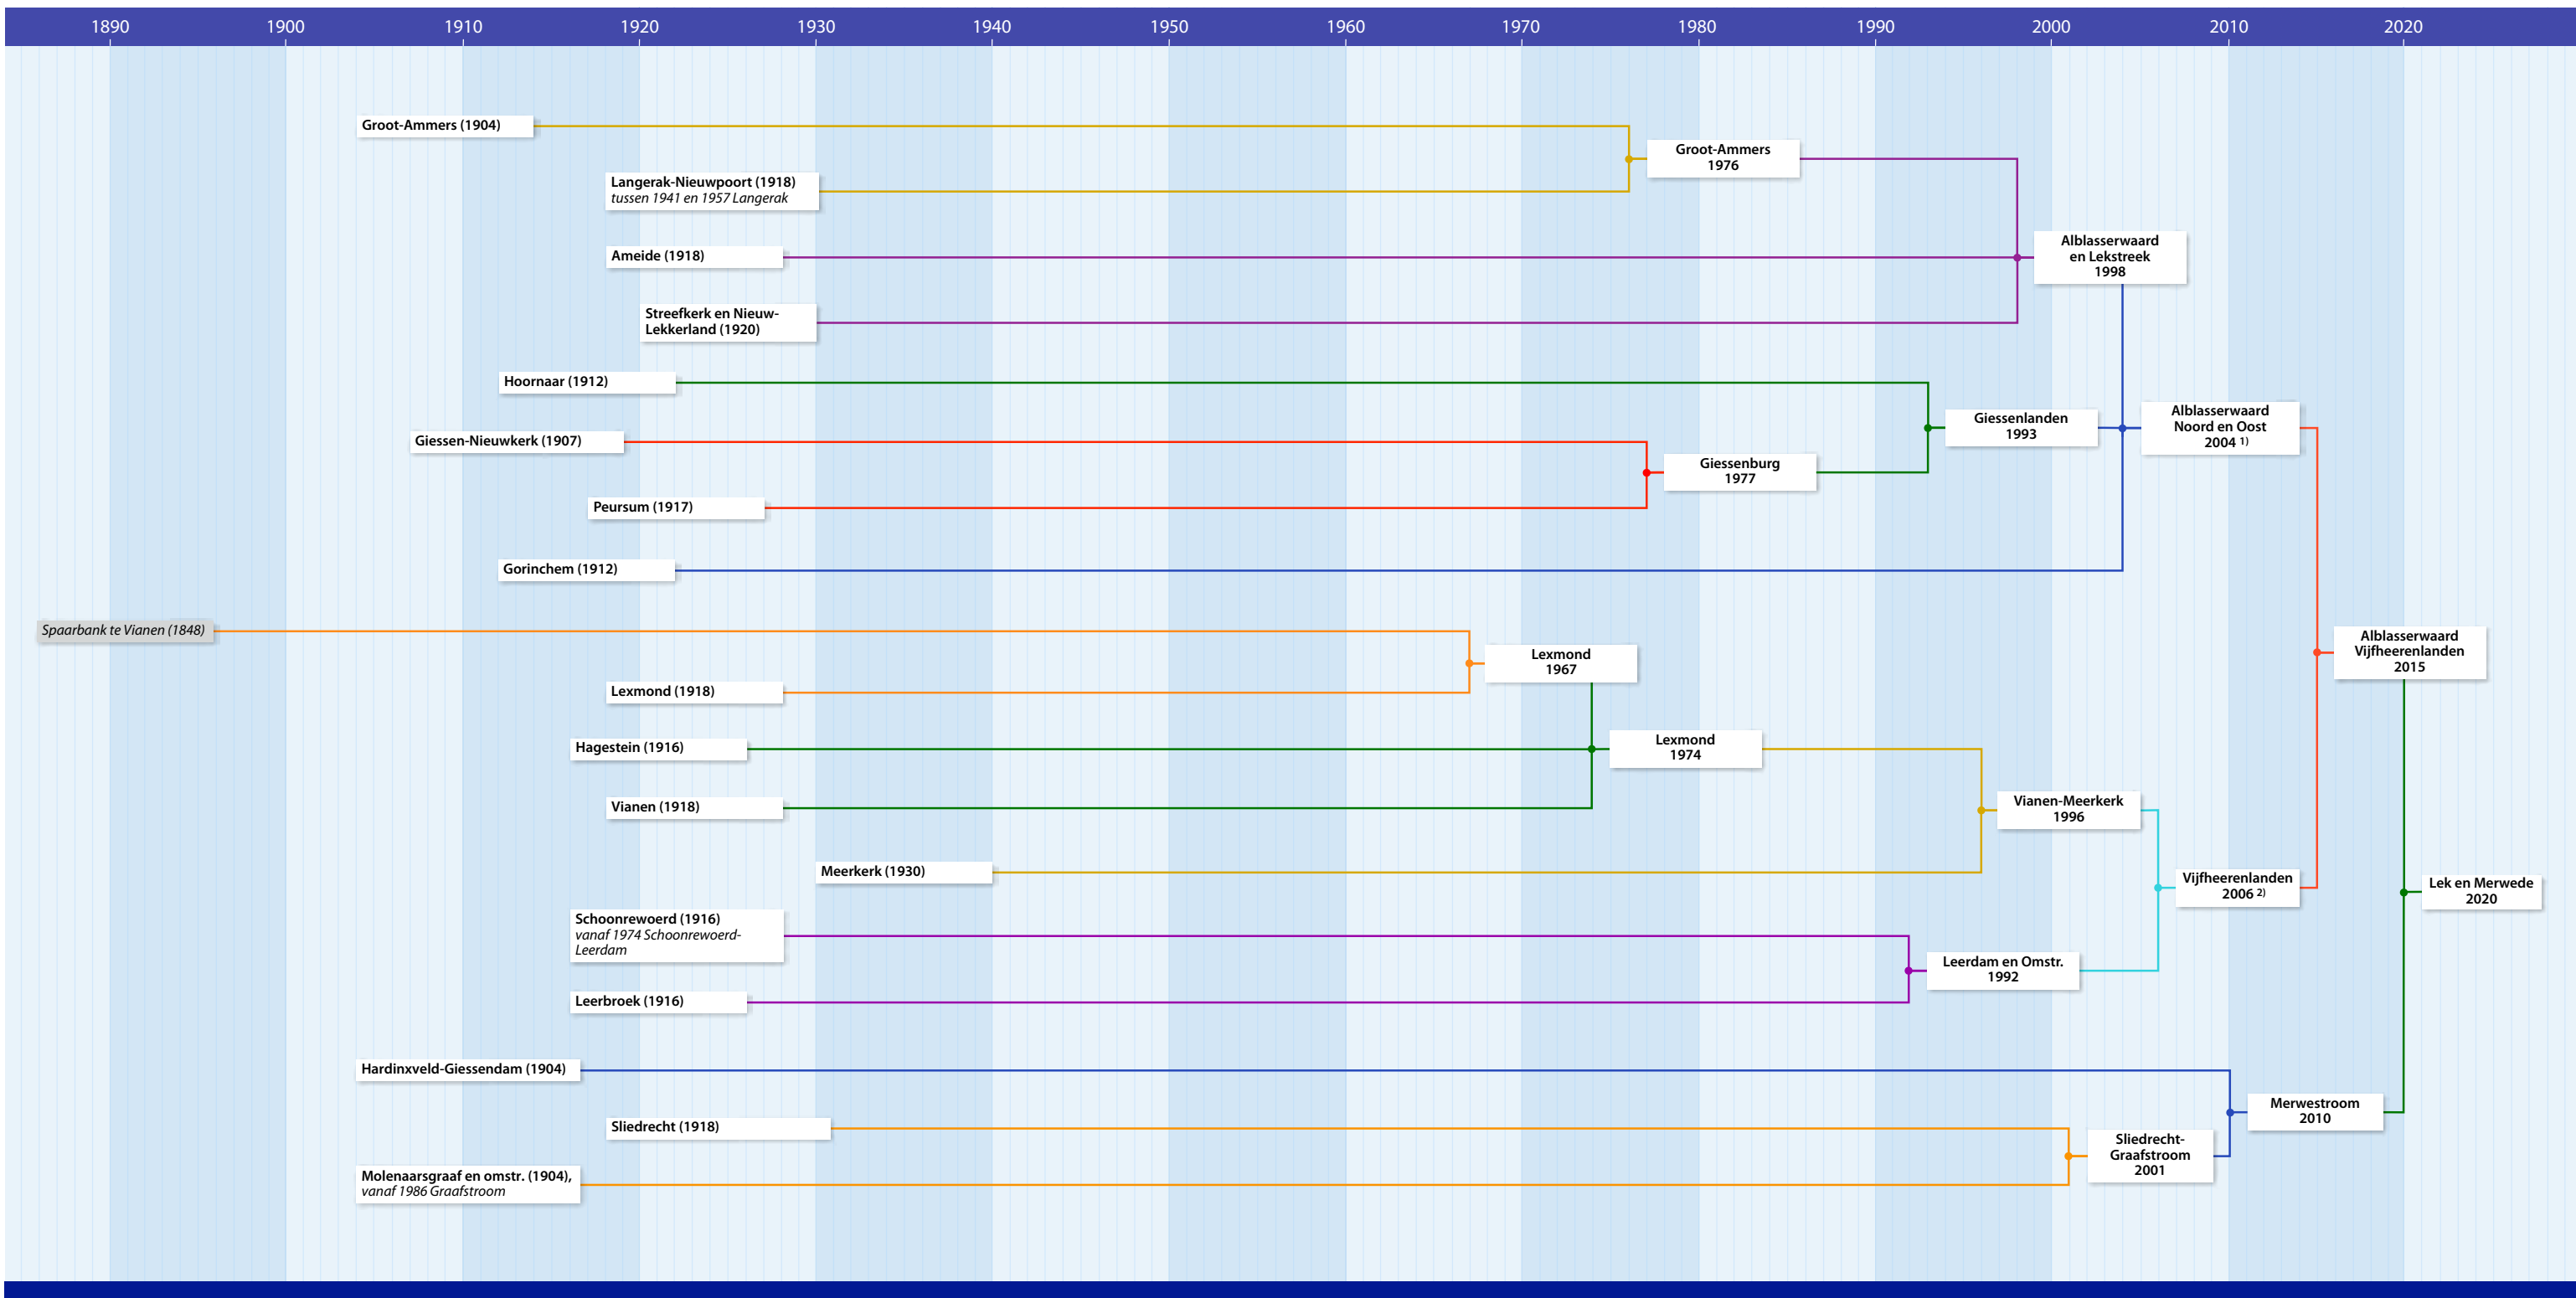 1890 1900 1910 1920 1930 1940 1950 1960 1970 1980 1990 2000 2010 2020
Groot-Ammers (1904)
Groot-Ammers
1976
Langerak-Nieuwpoort (1918)
tussen 1941 en 1957 Langerak
Ameide (1918)
Alblasserwaard
en Lekstreek
1998
Streefkerk en Nieuw-
Lekkerland (1920)
Hoornaar (1912)
Giessenlanden
1993
Alblasserwaard
Noord en Oost
2004 1)
Giessen-Nieuwkerk (1907)
Giessenburg
1977
Peursum (1917)
Gorinchem (1912)
Spaarbank te Vianen (1848)
Lexmond
1967
Alblasserwaard
Vijfheerenlanden
2015
Lexmond (1918)
Hagestein (1916)
Lexmond
1974
Vianen (1918)
Vianen-Meerkerk
1996
Meerkerk (1930)
Vijfheerenlanden
2006 2)
Lek en Merwede
2020
Schoonrewoerd (1916)
vanaf 1974 Schoonrewoerd-
Leerdam
Leerdam en Omstr.
1992
Leerbroek (1916)
Hardinxveld-Giessendam (1904)
Merwestroom
2010
Sliedrecht (1918)
Sliedrecht-
Graafstroom
2001
Molenaarsgraaf en omstr. (1904),
vanaf 1986 Graafstroom